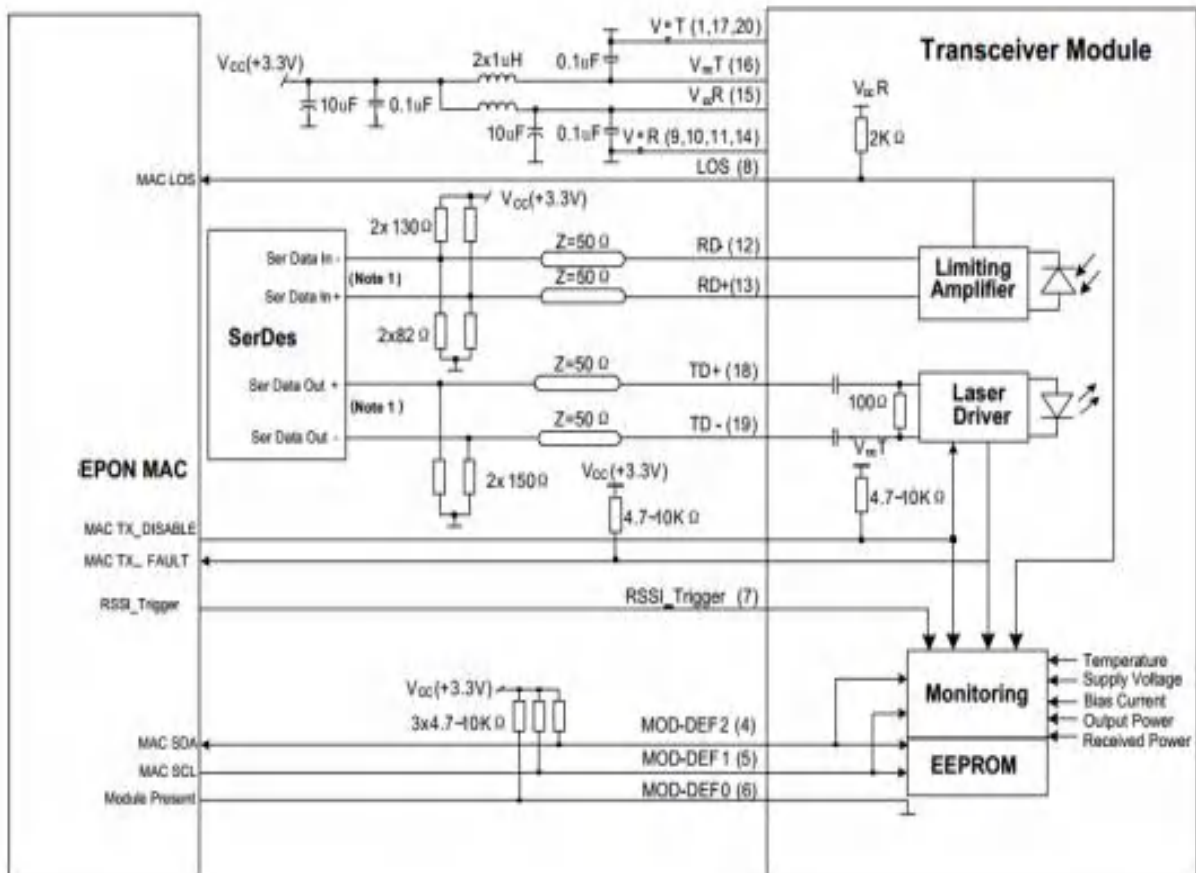 Transceiver Module
V•T (1,17,20)
VCC(+3.3V)
2x1uH
0.1uF
(16)
(15)
10uF
0.1uF
10uF
0.1uF
V•R (9,10,11,14)
LOS (8)
R
2K Ω
MAC LOS
VCC(+3.3V)
2x 130Ω
Z=50 Ω
RD- (12)
Ser Data In -
(Note 1)
Z=50 Ω
RD+(13)
Ser Data In +
Limiting
Amplifier
SerDes
2x82 Ω
Z=50 Ω
TD+ (18)
Ser Data Out +
(Note 1 )
100Ω
Laser
Driver
Z=50 Ω
TD - (19)
Ser Data Out -
EPON MAC
2x 150Ω
VCC(+3.3V)
4.7~10K Ω
4.7~10K Ω
MAC TX_DISABLE
MAC TX_ FAULT
RSSI_Trigger
RSSI_Trigger (7)
Temperature
Supply Voltage
Bias Current
Output Power
Received Power
Monitoring
VCC(+3.3V)
3x4.7~10K Ω
MOD-DEF2 (4)
MAC SDA
MOD-DEF1 (5)
MAC SCL
EEPROM
MOD-DEF0 (6)
Module Present